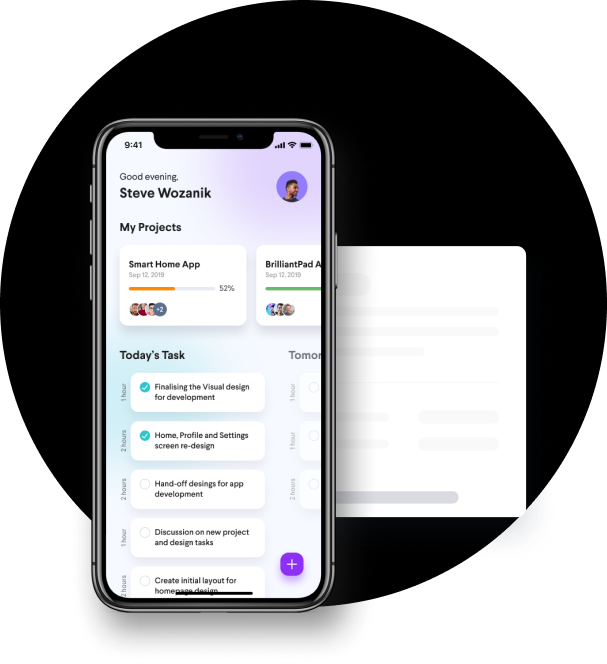 9:41
Good evening,
Steve Wozanik
My Projects
Smart Home App
Sep 12, 2019
52%
+2
BrilliantPad A
Sep 12, 2019
Today's Task
Tomor
1 hour
Finalising the Visual design
for development
1 hour
2 hours
Home, Profile and Settings
screen re-design
1 hour
2 hours
Hand-off desings for app
development
2 hours
1 hour
Discussion on new project
and design tasks
2 hours
Create initial layout for
homepage design